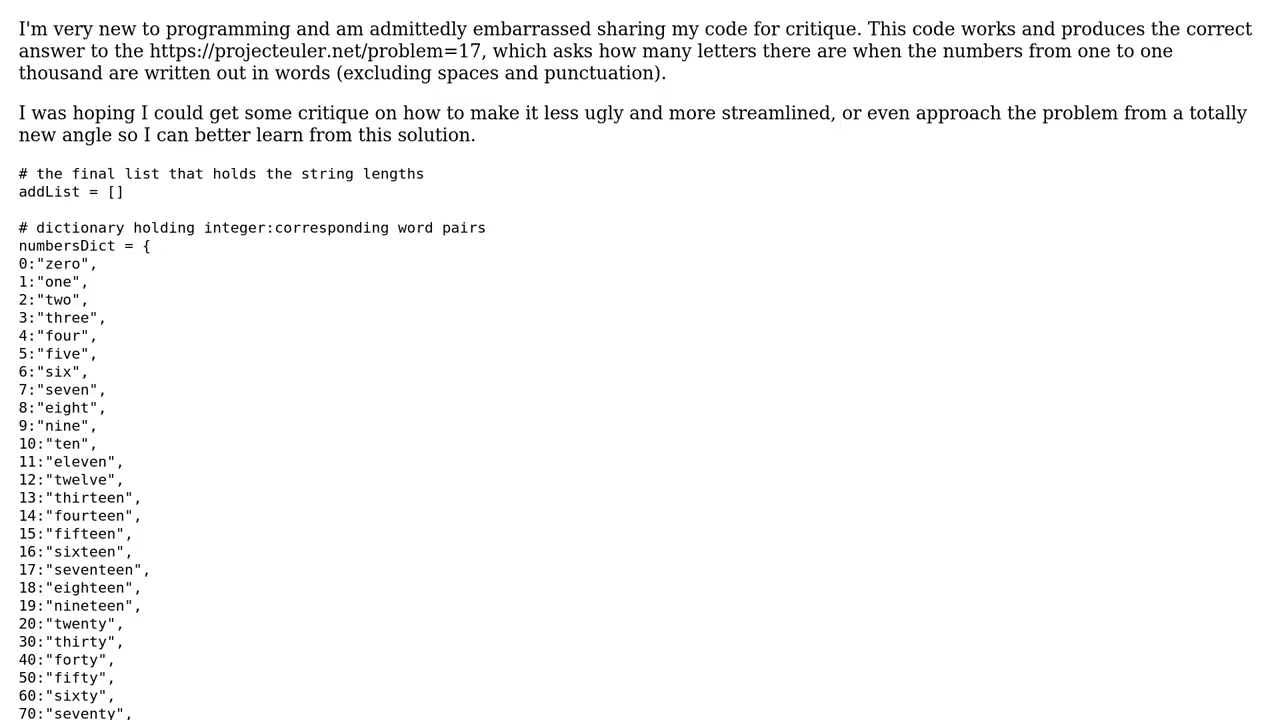 I'm very new to programming and am admittedly embarrassed sharing my code for critique. This code works and produces the correct
answer to the https://projecteuler.net/problem=17, which asks how many letters there are when the numbers from one to one
thousand are written out in words (excluding spaces and punctuation).
I was hoping I could get some critique on how to make it less ugly and more streamlined, or even approach the problem from a totally
new angle so I can better learn from this solution.
# the final list that holds the string lengths
addList = []
# dictionary holding integer:corresponding word pairs
numbersDict = {
0:"zero",
1:"one",
2:"two",
3:"three",
4:"four",
5:"five",
6:"six",
7:"seven",
8:"eight",
9:"nine",
10:"ten",
11:"eleven",
12:"twelve",
13:"thirteen",
14:"fourteen",
15:"fifteen",
16:"sixteen",
17:"seventeen",
18:"eighteen",
19:"nineteen",
20:"twenty",
30:"thirty",
40:"forty",
50:"fifty",
60:"sixty",
70:"seventy",